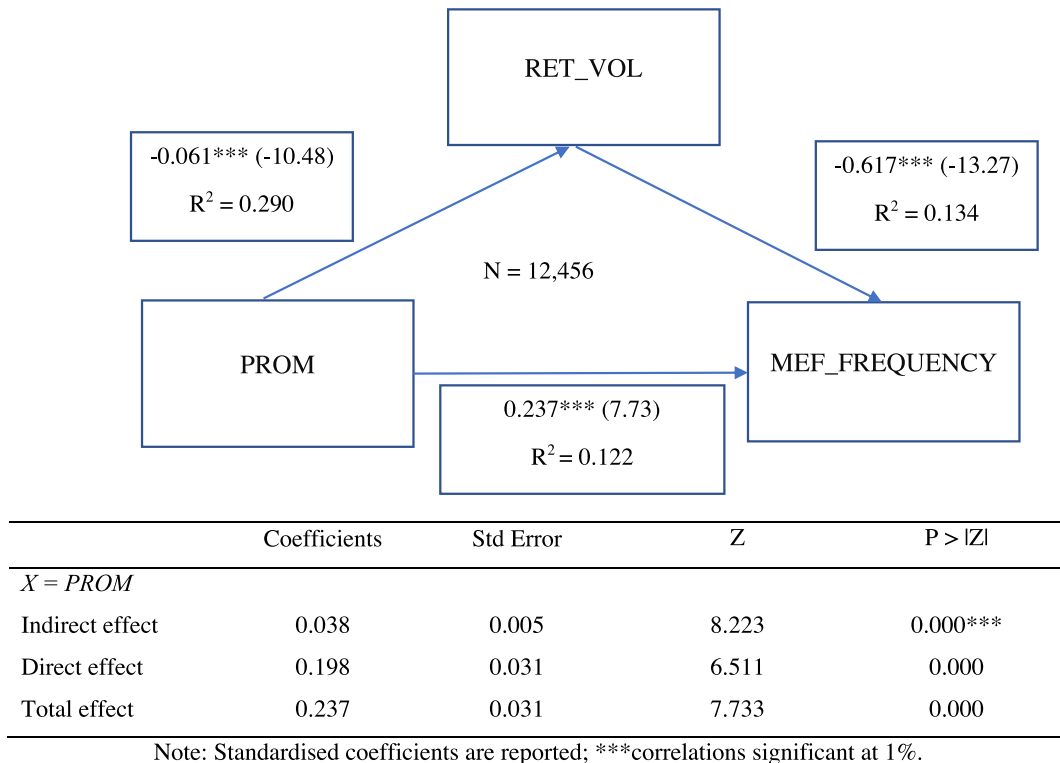 RET_VOL
-0.061*** (-10.48)
R² = 0.290
-0.617*** (-13.27)
R² = 0.134
N = 12,456
PROM
MEF_FREQUENCY
0.237*** (7.73)
R² = 0.122
Coefficients Std Error Z P > |Z|
X = PROM
Indirect effect 0.038 0.005 8.223 0.000***
Direct effect 0.198 0.031 6.511 0.000
Total effect 0.237 0.031 7.733 0.000
Note: Standardised coefficients are reported; ***correlations significant at 1%.